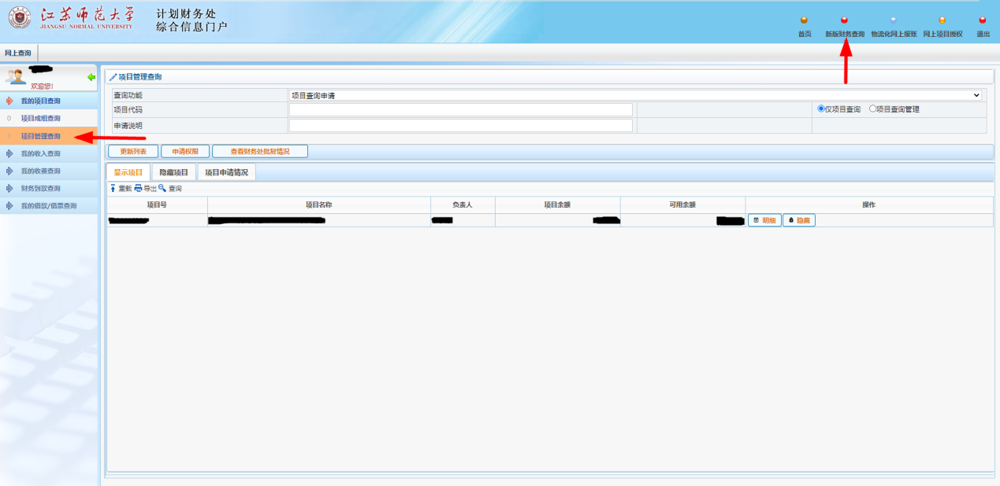 江苏师范大学
JIANGSU NORMAL UNIVERSITY
计划财务处
综合信息门户
首页 新版财务查询 物流化网上报账 网上项目授权 退出
网上查询
欢迎您!
我的项目查询
0 项目成组查询
1 项目管理查询
我的收入查询
我的收费查询
财务到款查询
我的借款/借票查询
项目管理查询
查询功能 项目查询申请
项目代码 仅项目查询 项目查询管理
申请说明
更新列表 申请权限 查看财务处批复情况
显示项目 隐藏项目 项目申请情况
重载 导出 查询
项目号 项目名称 负责人 项目余额 可用余额 操作
明细 隐藏